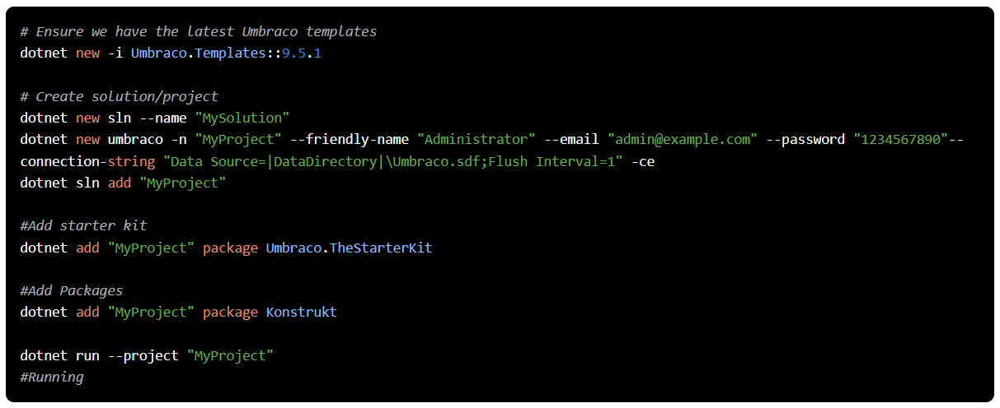 # Ensure we have the latest Umbraco templates
dotnet new -i Umbraco.Templates::9.5.1
# Create solution/project
dotnet new sln --name "MySolution"
dotnet new umbraco -n "MyProject" --friendly-name "Administrator" --email "admin@example.com" --password "1234567890"--
connection-string "Data Source=|DataDirectory|\Umbraco.sdf;Flush Interval=1" -ce
dotnet sln add "MyProject"
#Add starter kit
dotnet add "MyProject" package Umbraco.TheStarterKit
#Add Packages
dotnet add "MyProject" package Konstrukt
dotnet run --project "MyProject"
#Running